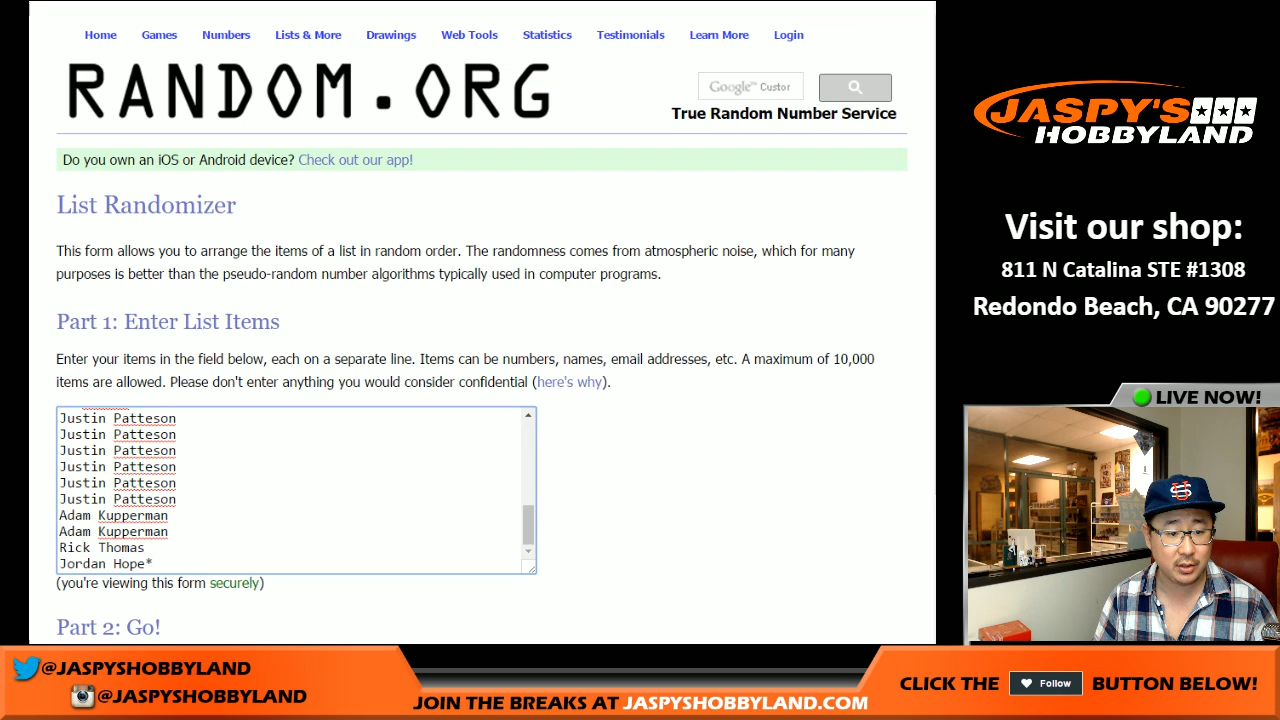 Home Games Numbers Lists & More Drawings Web Tools Statistics Testimonials Learn More Login
RANDOM.ORG
Google™ Custor
True Random Number Service
Do you own an iOS or Android device? Check out our app!
List Randomizer
This form allows you to arrange the items of a list in random order. The randomness comes from atmospheric noise, which for many
purposes is better than the pseudo-random number algorithms typically used in computer programs.
Part 1: Enter List Items
Enter your items in the field below, each on a separate line. Items can be numbers, names, email addresses, etc. A maximum of 10,000
items are allowed. Please don't enter anything you would consider confidential (here's why).
Justin Patteson
Justin Patteson
Justin Patteson
Justin Patteson
Justin Patteson
Justin Patteson
Adam Kupperman
Adam Kupperman
Rick Thomas
Jordan Hope*
(you're viewing this form securely)
Part 2: Go!
JASPY'S
HOBBYLAND
Visit our shop:
811 N Catalina STE #1308
Redondo Beach, CA 90277
LIVE NOW!
@JASPYSHOBBYLAND
@JASPYSHOBBYLAND
JOIN THE BREAKS AT JASPYSHOBBYLAND.COM
CLICK THE Follow BUTTON BELOW!